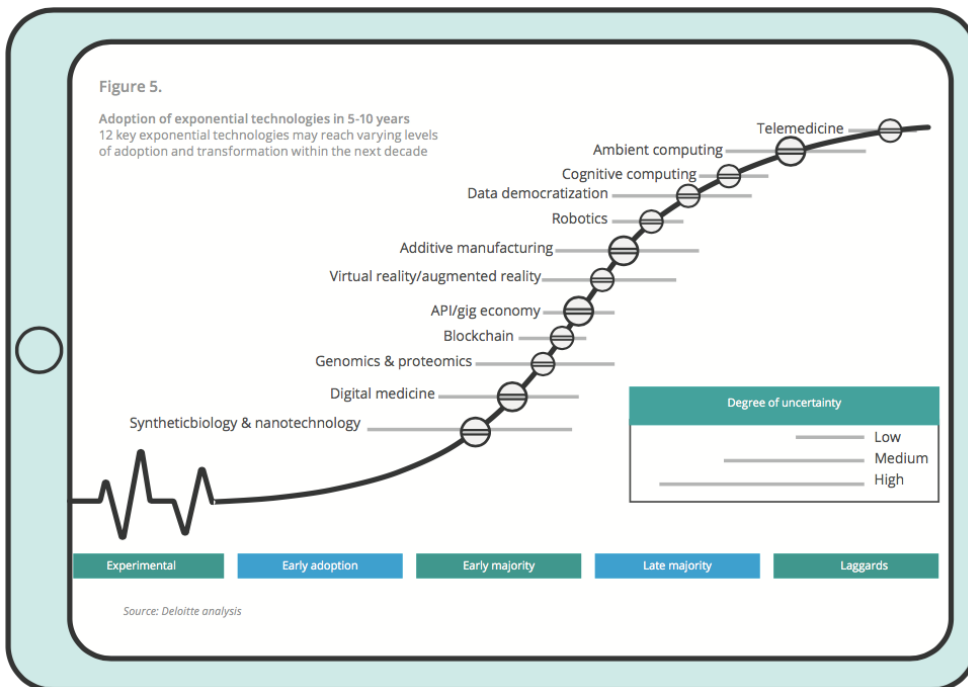 Figure 5.
Adoption of exponential technologies in 5-10 years
12 key exponential technologies may reach varying levels
of adoption and transformation within the next decade
Telemedicine
Ambient computing
Cognitive computing
Data democratization
Robotics
Additive manufacturing
Virtual reality/augmented reality
API/gig economy
Blockchain
Genomics & proteomics
Digital medicine
Syntheticbiology & nanotechnology
Degree of uncertainty
Low
Medium
High
Experimental
Early adoption
Early majority
Late majority
Laggards
Source: Deloitte analysis